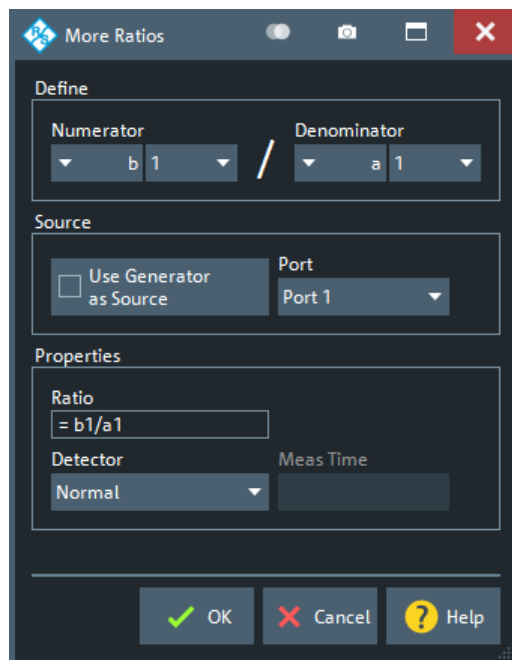 More Ratios
Define
Numerator Denominator
b 1 / a 1
Source
Use Generator
as Source
Port
Port 1
Properties
Ratio
= b1/a1
Detector Meas Time
Normal
OK Cancel ? Help